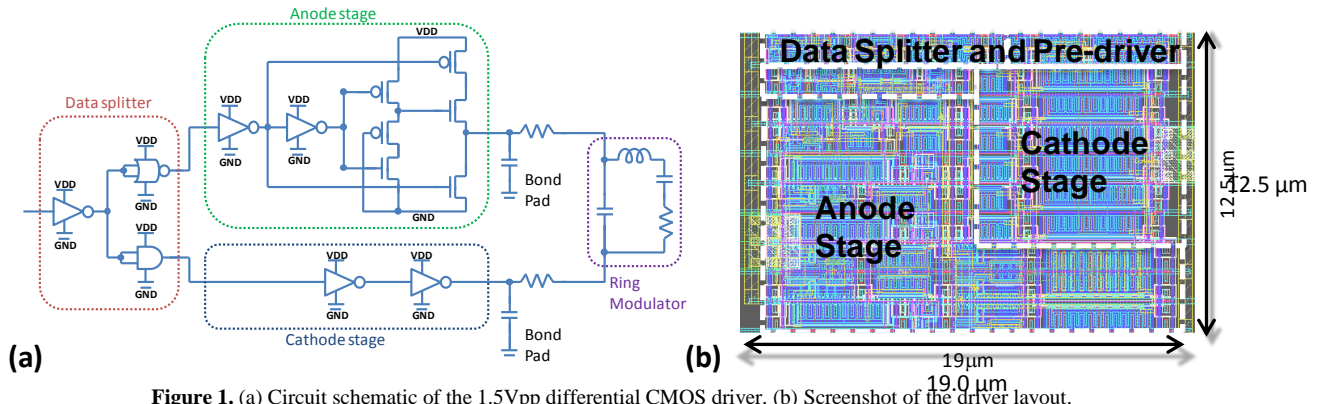 Anode stage
VDD
Data splitter
VDD
VDD
VDD
VDD
GND
GND
GND
GND
VDD
GND
GND
VDD
VDD
GND
GND
GND
Cathode stage
Bond
Pad
Bond
Pad
Ring
Modulator
(a)
Data Splitter and Pre-driver
Cathode
Stage
Anode
Stage
12.5µm
12.5 µm
19µm
19.0 µm
(b)
Figure 1. (a) Circuit schematic of the 1.5Vpp differential CMOS driver. (b) Screenshot of the driver layout.